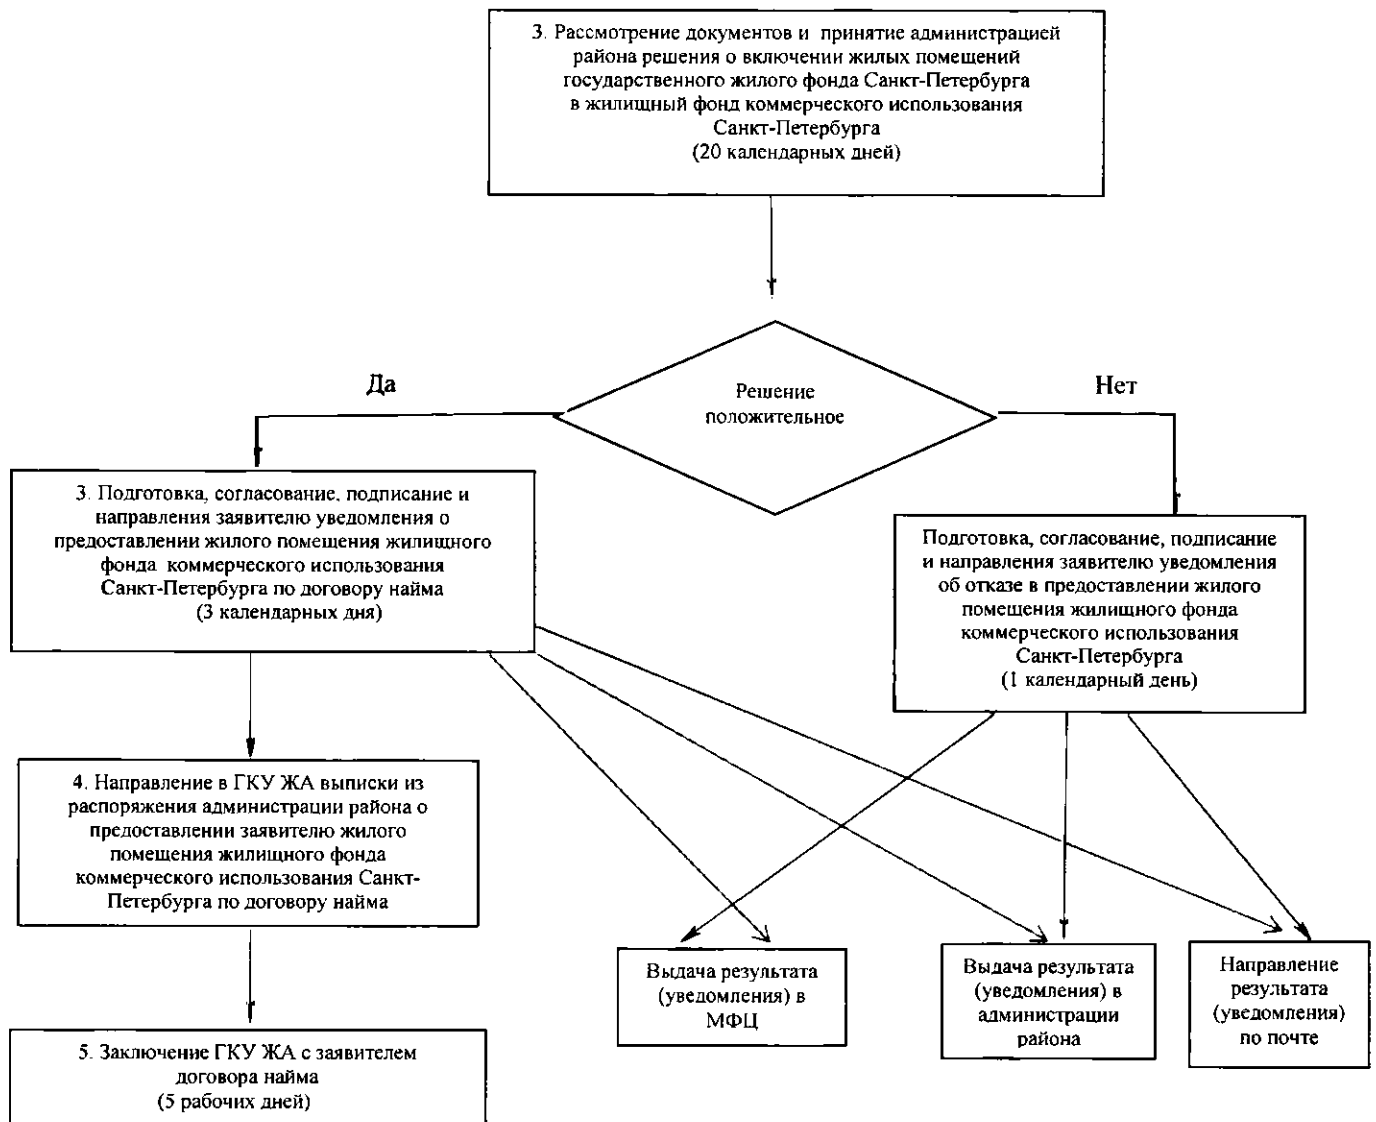 3. Рассмотрение документов и принятие администрацией
района решения о включении жилых помещений
государственного жилого фонда Санкт-Петербурга
в жилищный фонд коммерческого использования
Санкт-Петербурга
(20 календарных дней)
Да
Решение
положительное
Нет
3. Подготовка, согласование, подписание и
направления заявителю уведомления о
предоставлении жилого помещения жилищного
фонда коммерческого использования
Санкт-Петербурга по договору найма
(3 календарных дня)
Подготовка, согласование, подписание
и направления заявителю уведомления
об отказе в предоставлении жилого
помещения жилищного фонда
коммерческого использования
Санкт-Петербурга
(1 календарный день)
4. Направление в ГКУ ЖА выписки из
распоряжения администрации района о
предоставлении заявителю жилого
помещения жилищного фонда
коммерческого использования Санкт-
Петербурга по договору найма
Выдача результата
(уведомления) в
МФЦ
Выдача результата
(уведомления) в
администрации
района
Направление
результата
(уведомления)
по почте
5. Заключение ГКУ ЖА с заявителем
договора найма
(5 рабочих дней)